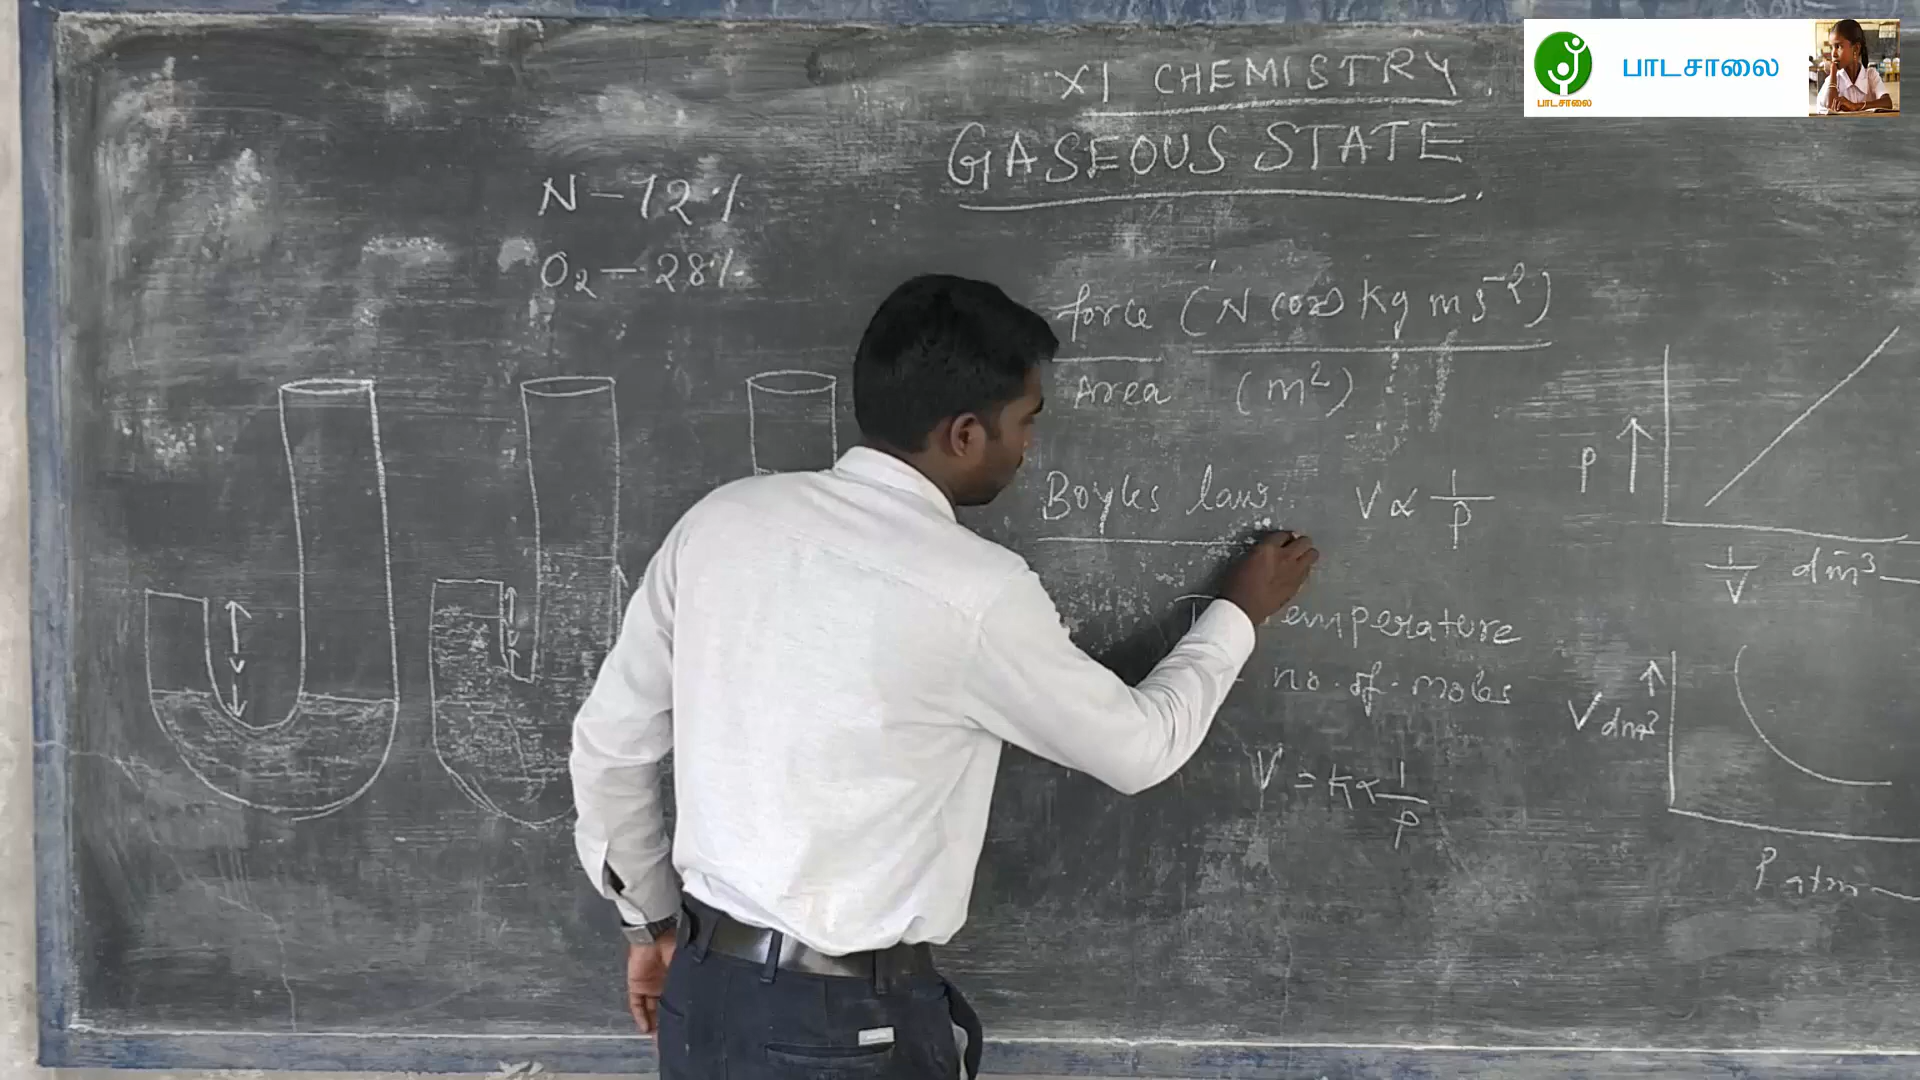 பாடசாலை
பாடசாலை
XI CHEMISTRY.
GASEOUS STATE.
N - 72%
O₂ - 28%
force (N (or) Kg m s⁻²)
Area (m²)
Boyles law. V ∝ 1/P
P ↑
1/V dm³
Temperature
no. of. moles
V dm³
V = k × 1/P
P atm